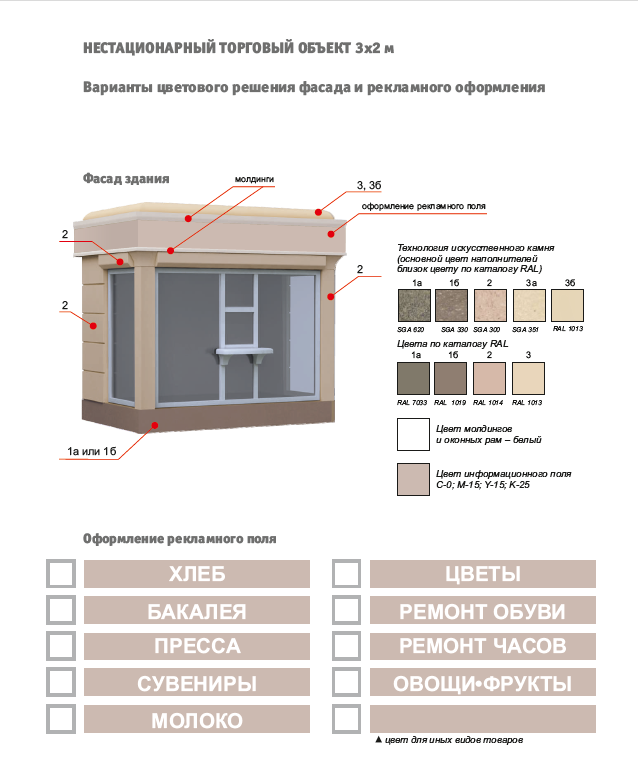 НЕСТАЦИОНАРНЫЙ ТОРГОВЫЙ ОБЪЕКТ 3х2 м
Варианты цветового решения фасада и рекламного оформления
Фасад здания
молдинги
3, 3б
оформление рекламного поля
2
2
2
1а или 1б
Технология искусственного камня
(основной цвет наполнителей
близок цвету по каталогу RAL)
1а 1б 2 3а 3б
SGA 620 SGA 330 SGA 300 SGA 351 RAL 1013
Цвета по каталогу RAL
1а 1б 2 3
RAL 7033 RAL 1019 RAL 1014 RAL 1013
Цвет молдингов
и оконных рам – белый
Цвет информационного поля
C-0; M-15; Y-15; K-25
Оформление рекламного поля
ХЛЕБ
БАКАЛЕЯ
ПРЕССА
СУВЕНИРЫ
МОЛОКО
ЦВЕТЫ
РЕМОНТ ОБУВИ
РЕМОНТ ЧАСОВ
ОВОЩИ•ФРУКТЫ
▲ цвет для иных видов товаров